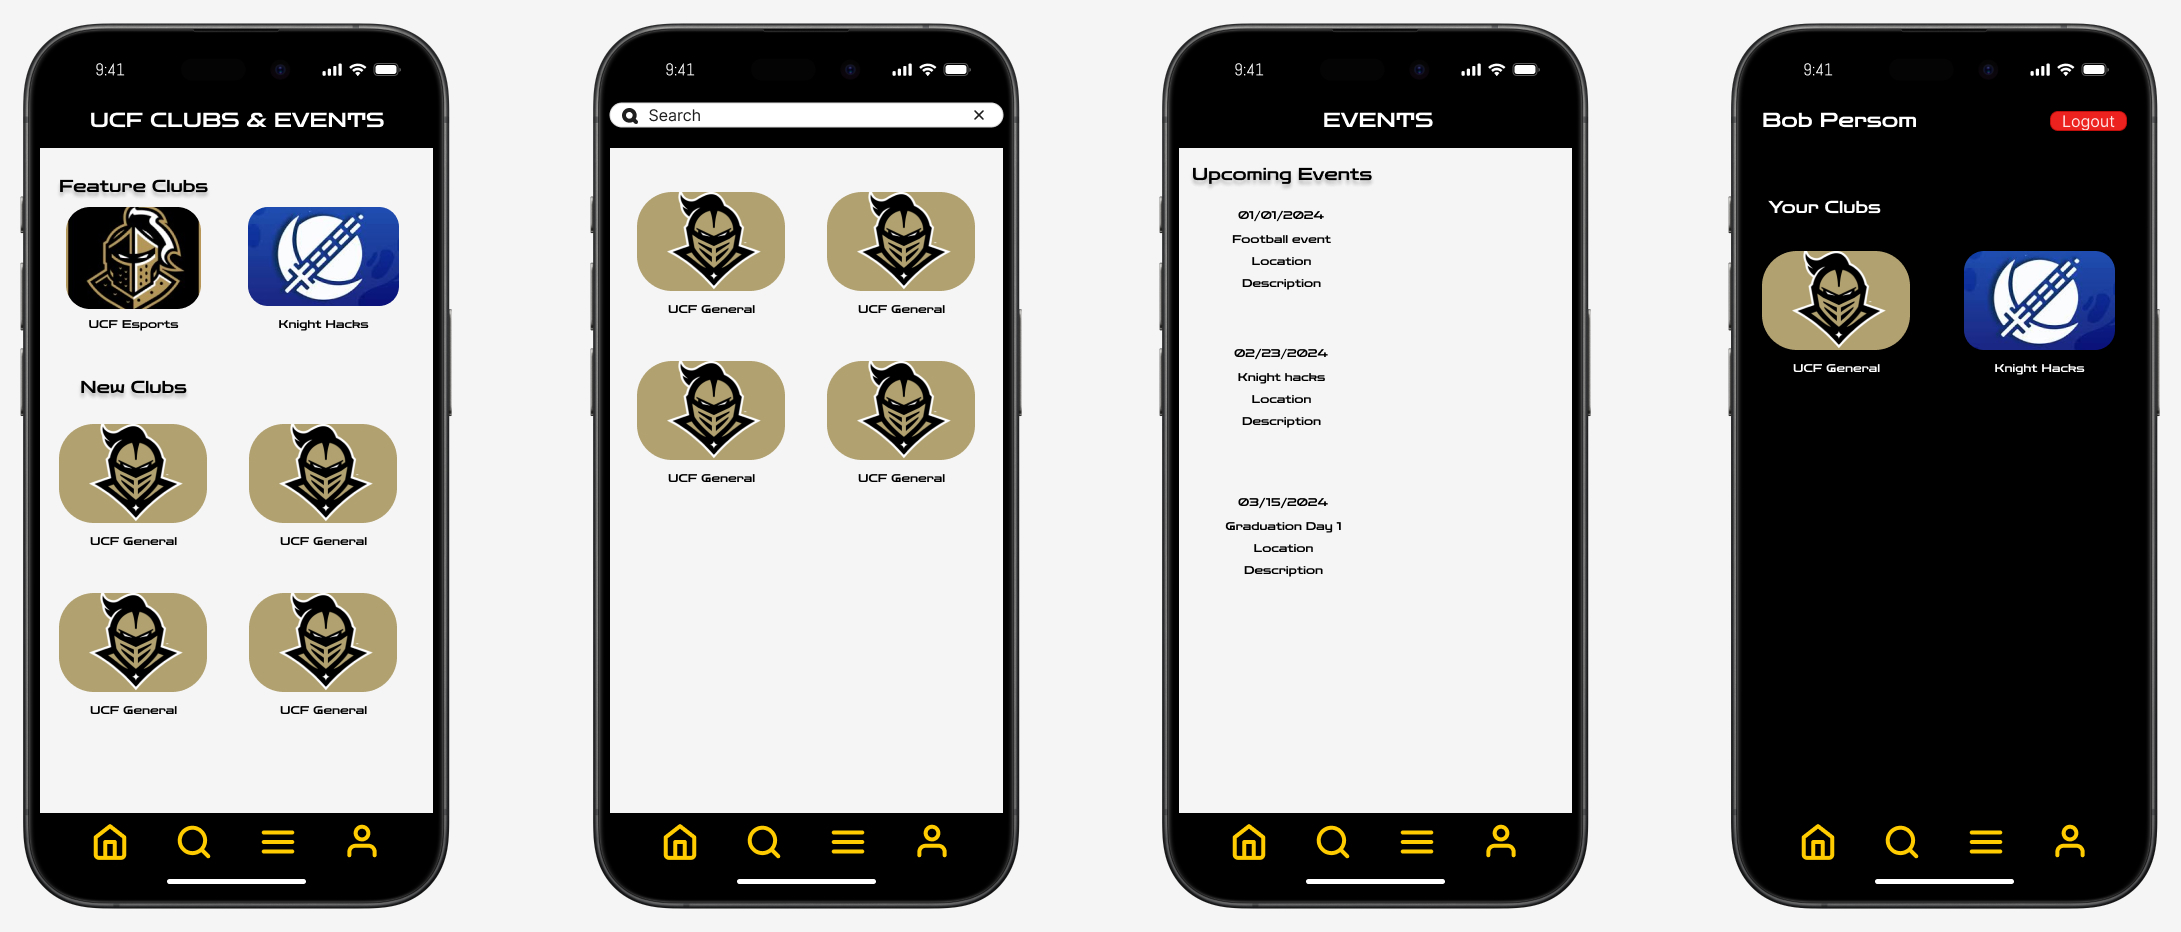 9:41
UCF CLUBS & EVENTS
Feature Clubs
UCF Esports
Knight Hacks
New Clubs
UCF General
UCF General
UCF General
UCF General
9:41
Search
UCF General
UCF General
UCF General
UCF General
9:41
EVENTS
Upcoming Events
01/01/2024
Football event
Location
Description
02/23/2024
Knight hacks
Location
Description
03/15/2024
Graduation Day 1
Location
Description
9:41
Bob Persom
Logout
Your Clubs
UCF General
Knight Hacks